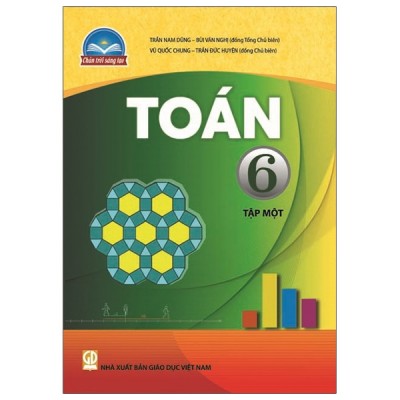 TRẦN NAM DŨNG – BÙI VĂN NGHỊ (đồng Tổng Chủ biên)
VŨ QUỐC CHUNG – TRẦN ĐỨC HUYÊN (đồng Chủ biên)
Chân trời sáng tạo
TOÁN
6
TẬP MỘT
GD
NHÀ XUẤT BẢN GIÁO DỤC VIỆT NAM